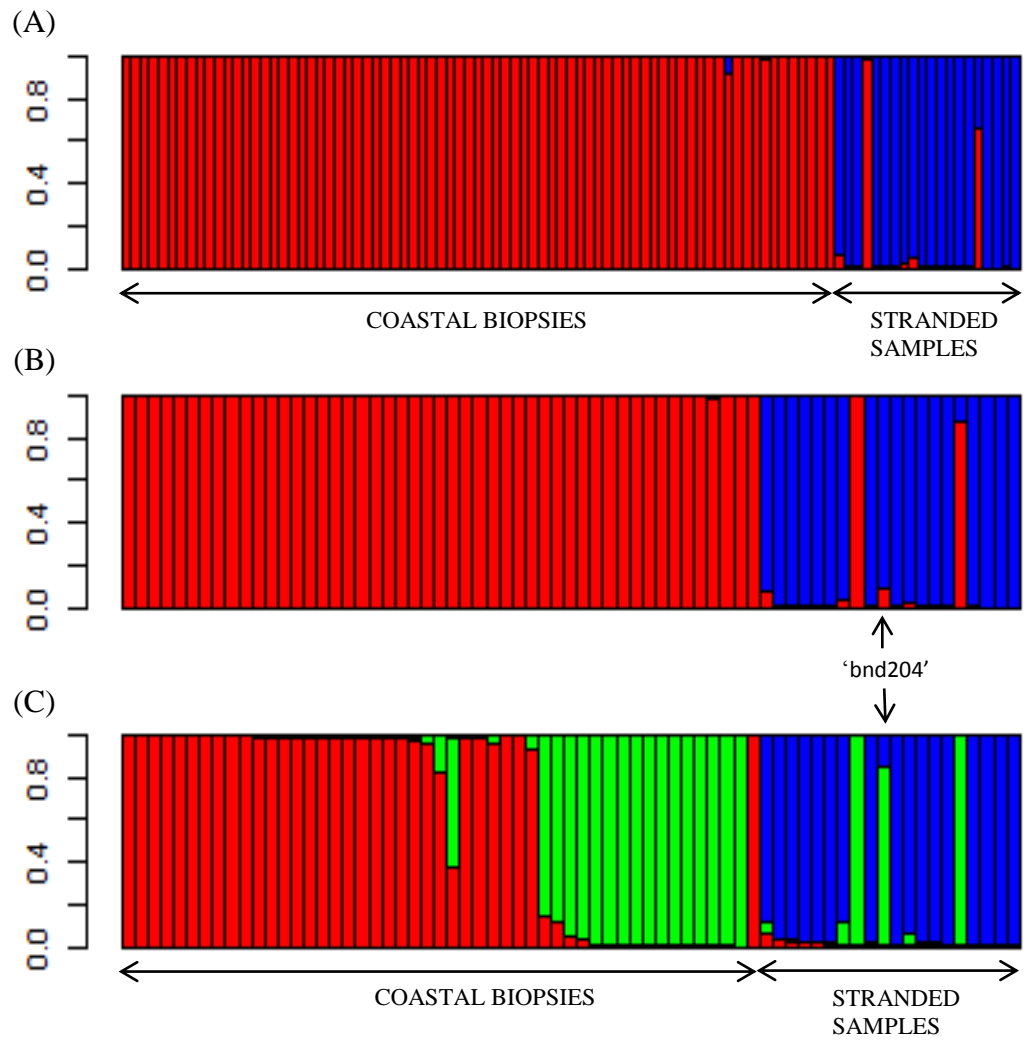 (A)
0.8
0.4
0.0
COASTAL BIOPSIES
STRANDED
SAMPLES
(B)
0.8
0.4
0.0
‘bnd204’
(C)
0.8
0.4
0.0
COASTAL BIOPSIES
STRANDED
SAMPLES